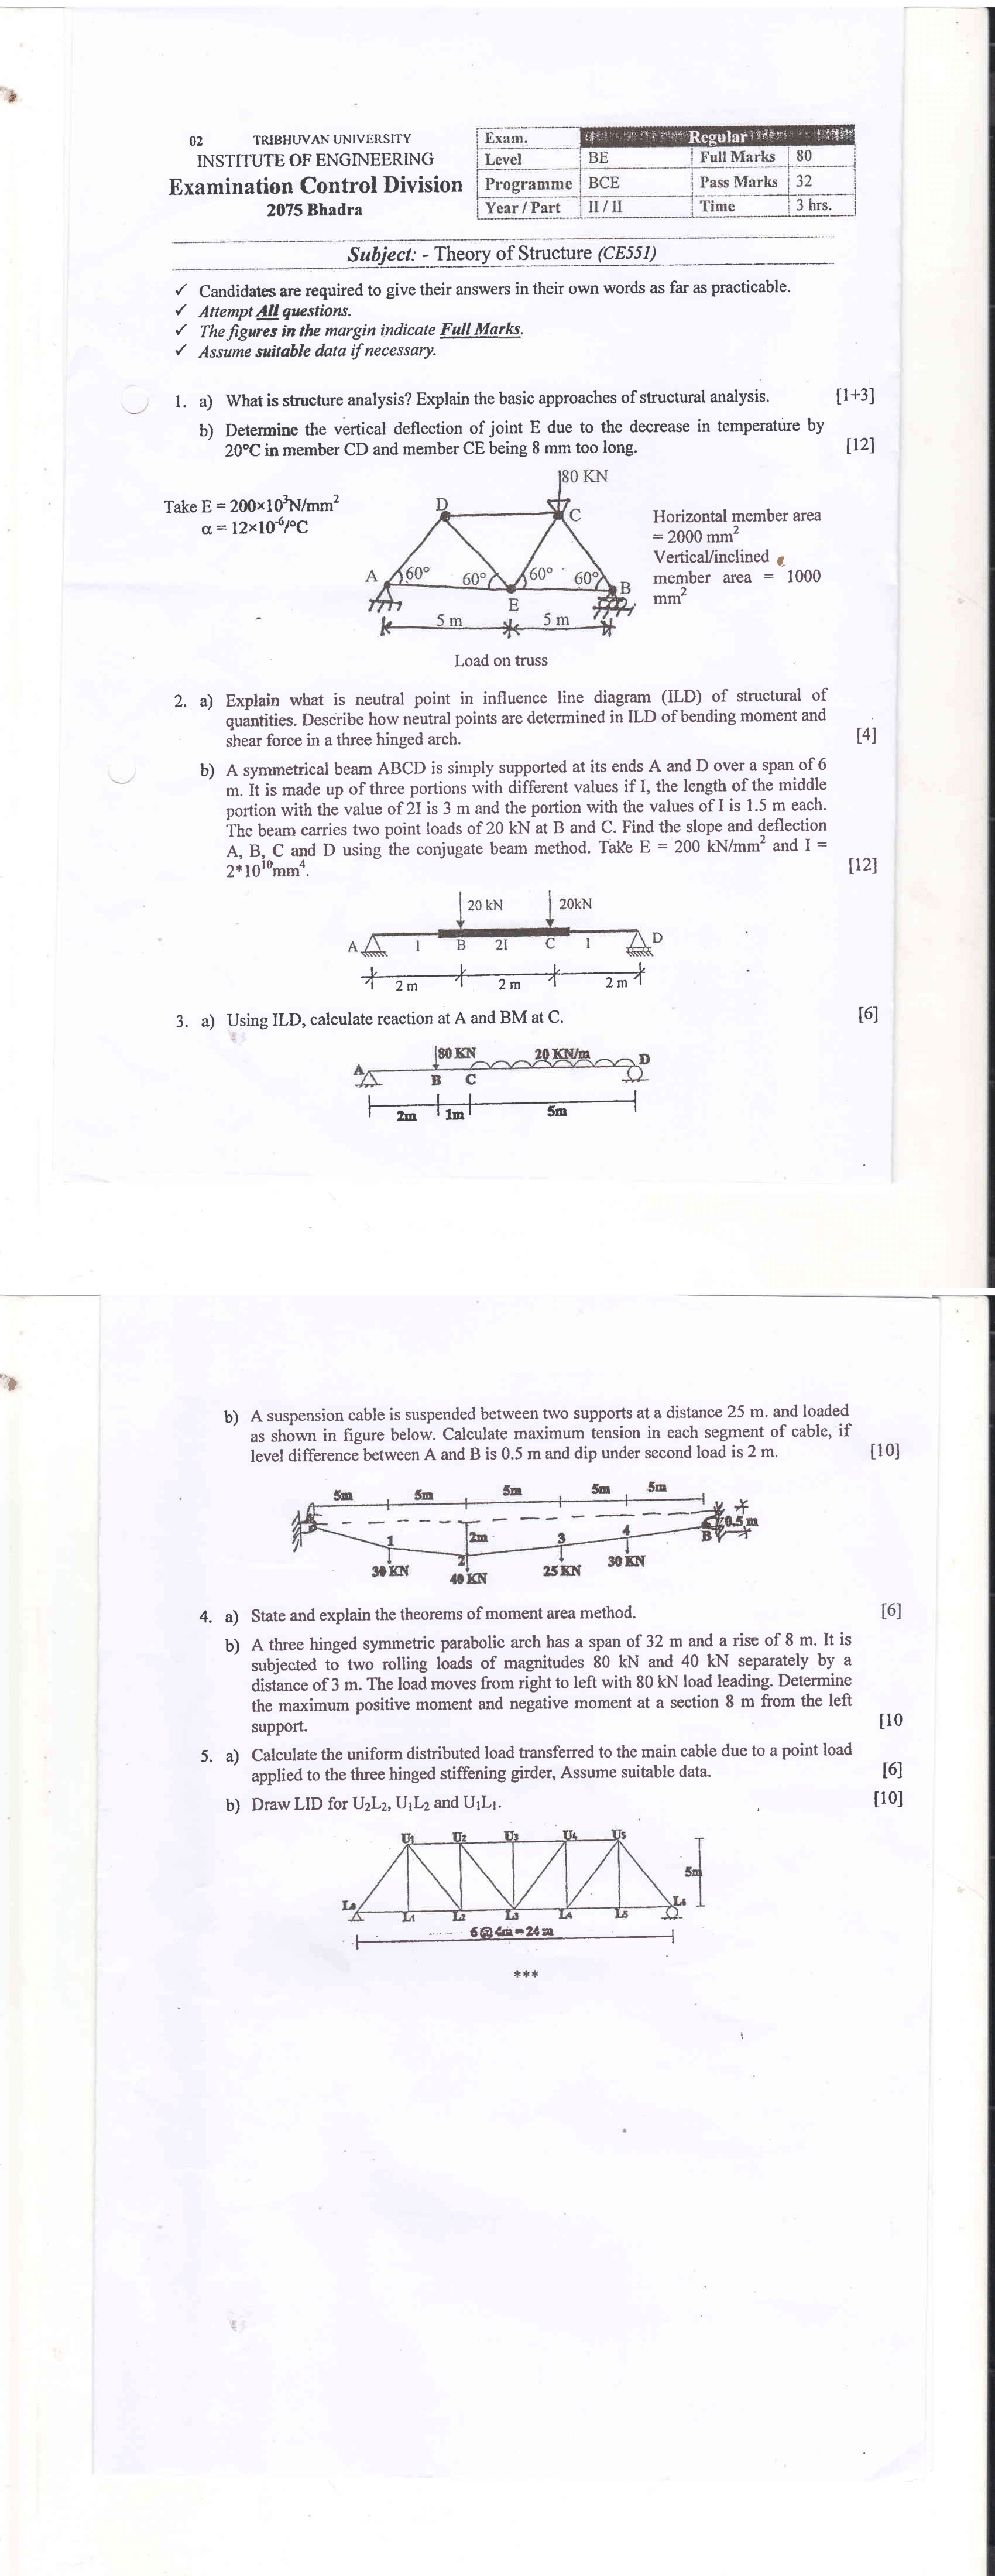 02 TRIBHUVAN UNIVERSITY
INSTITUTE OF ENGINEERING
Examination Control Division
2075 Bhadra
Exam. Regular
Level BE Full Marks 80
Programme BCE Pass Marks 32
Year / Part II / II Time 3 hrs.
Subject: - Theory of Structure (CE551)
✓ Candidates are required to give their answers in their own words as far as practicable.
✓ Attempt All questions.
✓ The figures in the margin indicate Full Marks.
✓ Assume suitable data if necessary.
1. a) What is structure analysis? Explain the basic approaches of structural analysis. [1+3]
b) Determine the vertical deflection of joint E due to the decrease in temperature by
20°C in member CD and member CE being 8 mm too long. [12]
Take E = 200×10³N/mm²
α = 12×10⁻⁶/°C
80 KN
D
C
A 60° 60° 60° 60° B
E
5 m 5 m
Horizontal member area
= 2000 mm²
Vertical/inclined
member area = 1000
mm²
Load on truss
2. a) Explain what is neutral point in influence line diagram (ILD) of structural of
quantities. Describe how neutral points are determined in ILD of bending moment and
shear force in a three hinged arch. [4]
b) A symmetrical beam ABCD is simply supported at its ends A and D over a span of 6
m. It is made up of three portions with different values if I, the length of the middle
portion with the value of 2I is 3 m and the portion with the values of I is 1.5 m each.
The beam carries two point loads of 20 kN at B and C. Find the slope and deflection
A, B, C and D using the conjugate beam method. Take E = 200 kN/mm² and I =
2*10¹⁰mm⁴. [12]
20 kN 20kN
A I B 2I C I D
2 m 2 m 2 m
3. a) Using ILD, calculate reaction at A and BM at C. [6]
80 KN 20 KN/m
A B C D
2m 1m 5m
b) A suspension cable is suspended between two supports at a distance 25 m. and loaded
as shown in figure below. Calculate maximum tension in each segment of cable, if
level difference between A and B is 0.5 m and dip under second load is 2 m. [10]
5m 5m 5m 5m 5m
0.5 m
1 2m 3 4 B
2
30 KN 40 KN 25 KN 30 KN
4. a) State and explain the theorems of moment area method. [6]
b) A three hinged symmetric parabolic arch has a span of 32 m and a rise of 8 m. It is
subjected to two rolling loads of magnitudes 80 kN and 40 kN separately by a
distance of 3 m. The load moves from right to left with 80 kN load leading. Determine
the maximum positive moment and negative moment at a section 8 m from the left
support. [10
5. a) Calculate the uniform distributed load transferred to the main cable due to a point load
applied to the three hinged stiffening girder, Assume suitable data. [6]
b) Draw LID for U₂L₂, U₁L₂ and U₁L₁. [10]
U₁ U₂ U₃ U₄ U₅
5m
L₀ L₁ L₂ L₃ L₄ L₅ L₆
6 @ 4m = 24 m
***